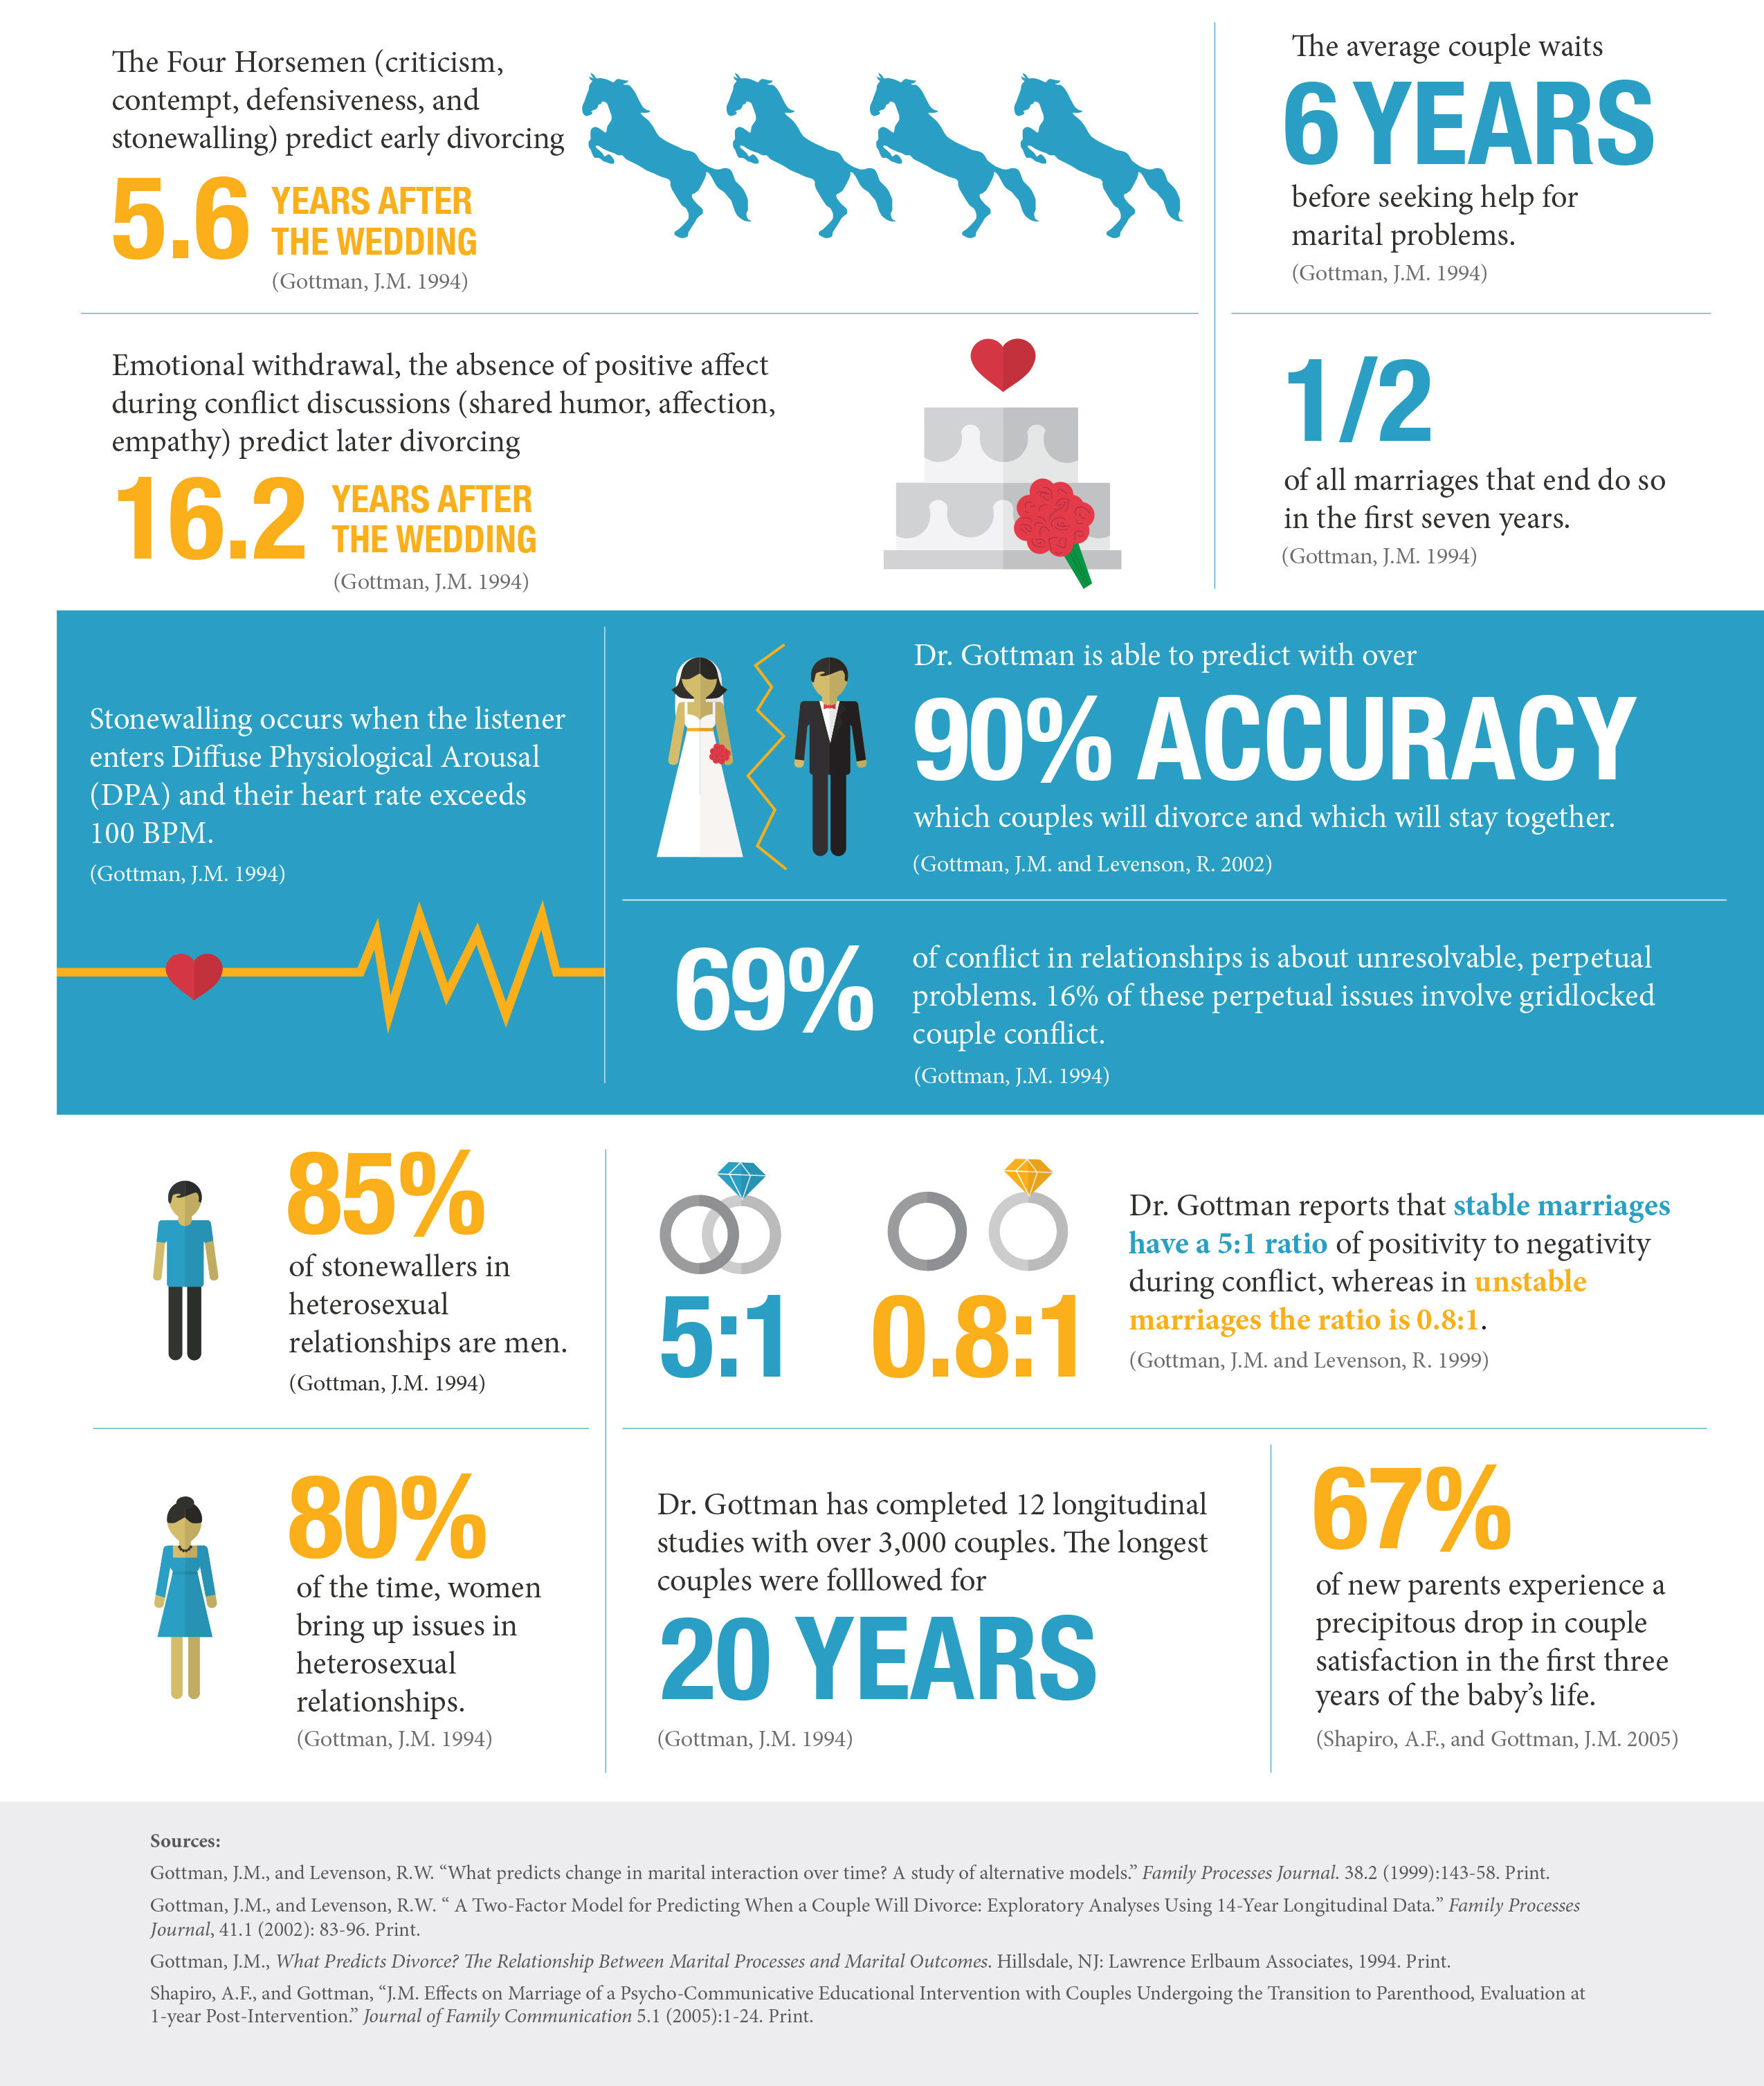 The Four Horsemen (criticism,
contempt, defensiveness, and
stonewalling) predict early divorcing
5.6 YEARS AFTER
THE WEDDING
(Gottman, J.M. 1994)
The average couple waits
6 YEARS
before seeking help for
marital problems.
(Gottman, J.M. 1994)
Emotional withdrawal, the absence of positive affect
during conflict discussions (shared humor, affection,
empathy) predict later divorcing
16.2 YEARS AFTER
THE WEDDING
(Gottman, J.M. 1994)
1/2
of all marriages that end do so
in the first seven years.
(Gottman, J.M. 1994)
Stonewalling occurs when the listener
enters Diffuse Physiological Arousal
(DPA) and their heart rate exceeds
100 BPM.
(Gottman, J.M. 1994)
Dr. Gottman is able to predict with over
90% ACCURACY
which couples will divorce and which will stay together.
(Gottman, J.M. and Levenson, R. 2002)
69%
of conflict in relationships is about unresolvable, perpetual
problems. 16% of these perpetual issues involve gridlocked
couple conflict.
(Gottman, J.M. 1994)
85%
of stonewallers in
heterosexual
relationships are men.
(Gottman, J.M. 1994)
5:1
0.8:1
Dr. Gottman reports that stable marriages
have a 5:1 ratio of positivity to negativity
during conflict, whereas in unstable
marriages the ratio is 0.8:1.
(Gottman, J.M. and Levenson, R. 1999)
80%
of the time, women
bring up issues in
heterosexual
relationships.
(Gottman, J.M. 1994)
Dr. Gottman has completed 12 longitudinal
studies with over 3,000 couples. The longest
couples were folllowed for
20 YEARS
(Gottman, J.M. 1994)
67%
of new parents experience a
precipitous drop in couple
satisfaction in the first three
years of the baby’s life.
(Shapiro, A.F., and Gottman, J.M. 2005)
Sources:
Gottman, J.M., and Levenson, R.W. “What predicts change in marital interaction over time? A study of alternative models.” Family Processes Journal. 38.2 (1999):143-58. Print.
Gottman, J.M., and Levenson, R.W. “ A Two-Factor Model for Predicting When a Couple Will Divorce: Exploratory Analyses Using 14-Year Longitudinal Data.” Family Processes
Journal, 41.1 (2002): 83-96. Print.
Gottman, J.M., What Predicts Divorce? The Relationship Between Marital Processes and Marital Outcomes. Hillsdale, NJ: Lawrence Erlbaum Associates, 1994. Print.
Shapiro, A.F., and Gottman, “J.M. Effects on Marriage of a Psycho-Communicative Educational Intervention with Couples Undergoing the Transition to Parenthood, Evaluation at
1-year Post-Intervention.” Journal of Family Communication 5.1 (2005):1-24. Print.